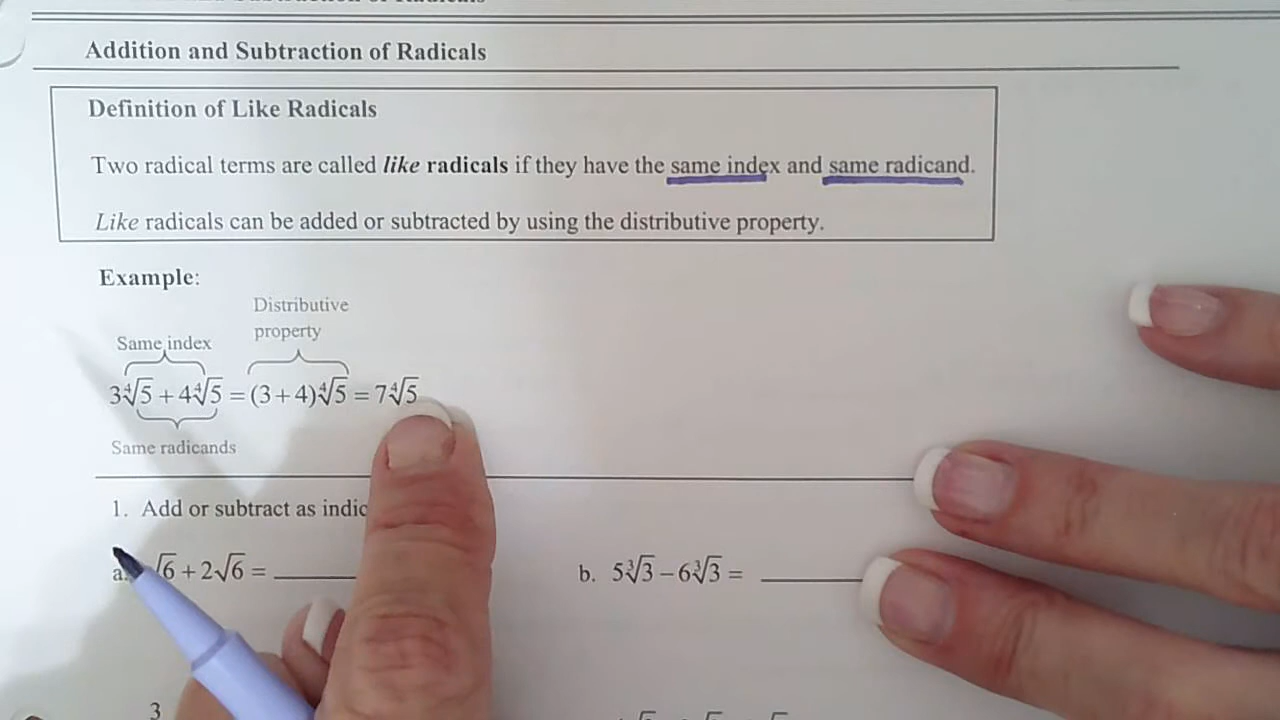 Addition and Subtraction of Radicals
Definition of Like Radicals
Two radical terms are called like radicals if they have the same index and same radicand.
Like radicals can be added or subtracted by using the distributive property.
Example:
Distributive
property
Same index
3∜5 + 4∜5 = (3 + 4)∜5 = 7∜5
Same radicands
1. Add or subtract as indic
a. √6 + 2√6 = ______
b. 5∛3 − 6∛3 = ______
3